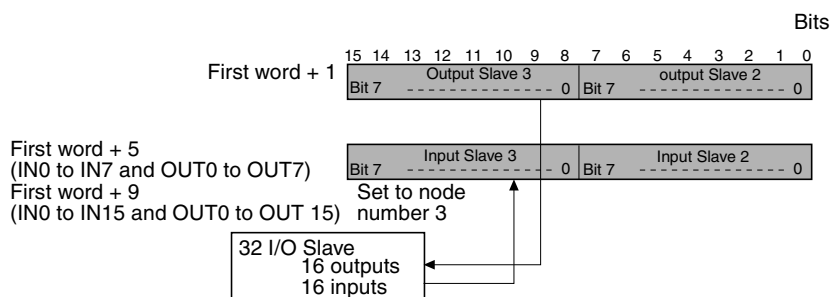 Bits
15 14 13 12 11 10 9 8 7 6 5 4 3 2 1 0
First word + 1
Output Slave 3 output Slave 2
Bit 7 - - - - - - - - - - - - - 0 Bit 7 - - - - - - - - - - - - - 0
First word + 5
(IN0 to IN7 and OUT0 to OUT7)
Input Slave 3 Input Slave 2
Bit 7 - - - - - - - - - - - - - 0 Bit 7 - - - - - - - - - - - - - 0
First word + 9
(IN0 to IN15 and OUT0 to OUT 15)
Set to node
number 3
32 I/O Slave
16 outputs
16 inputs